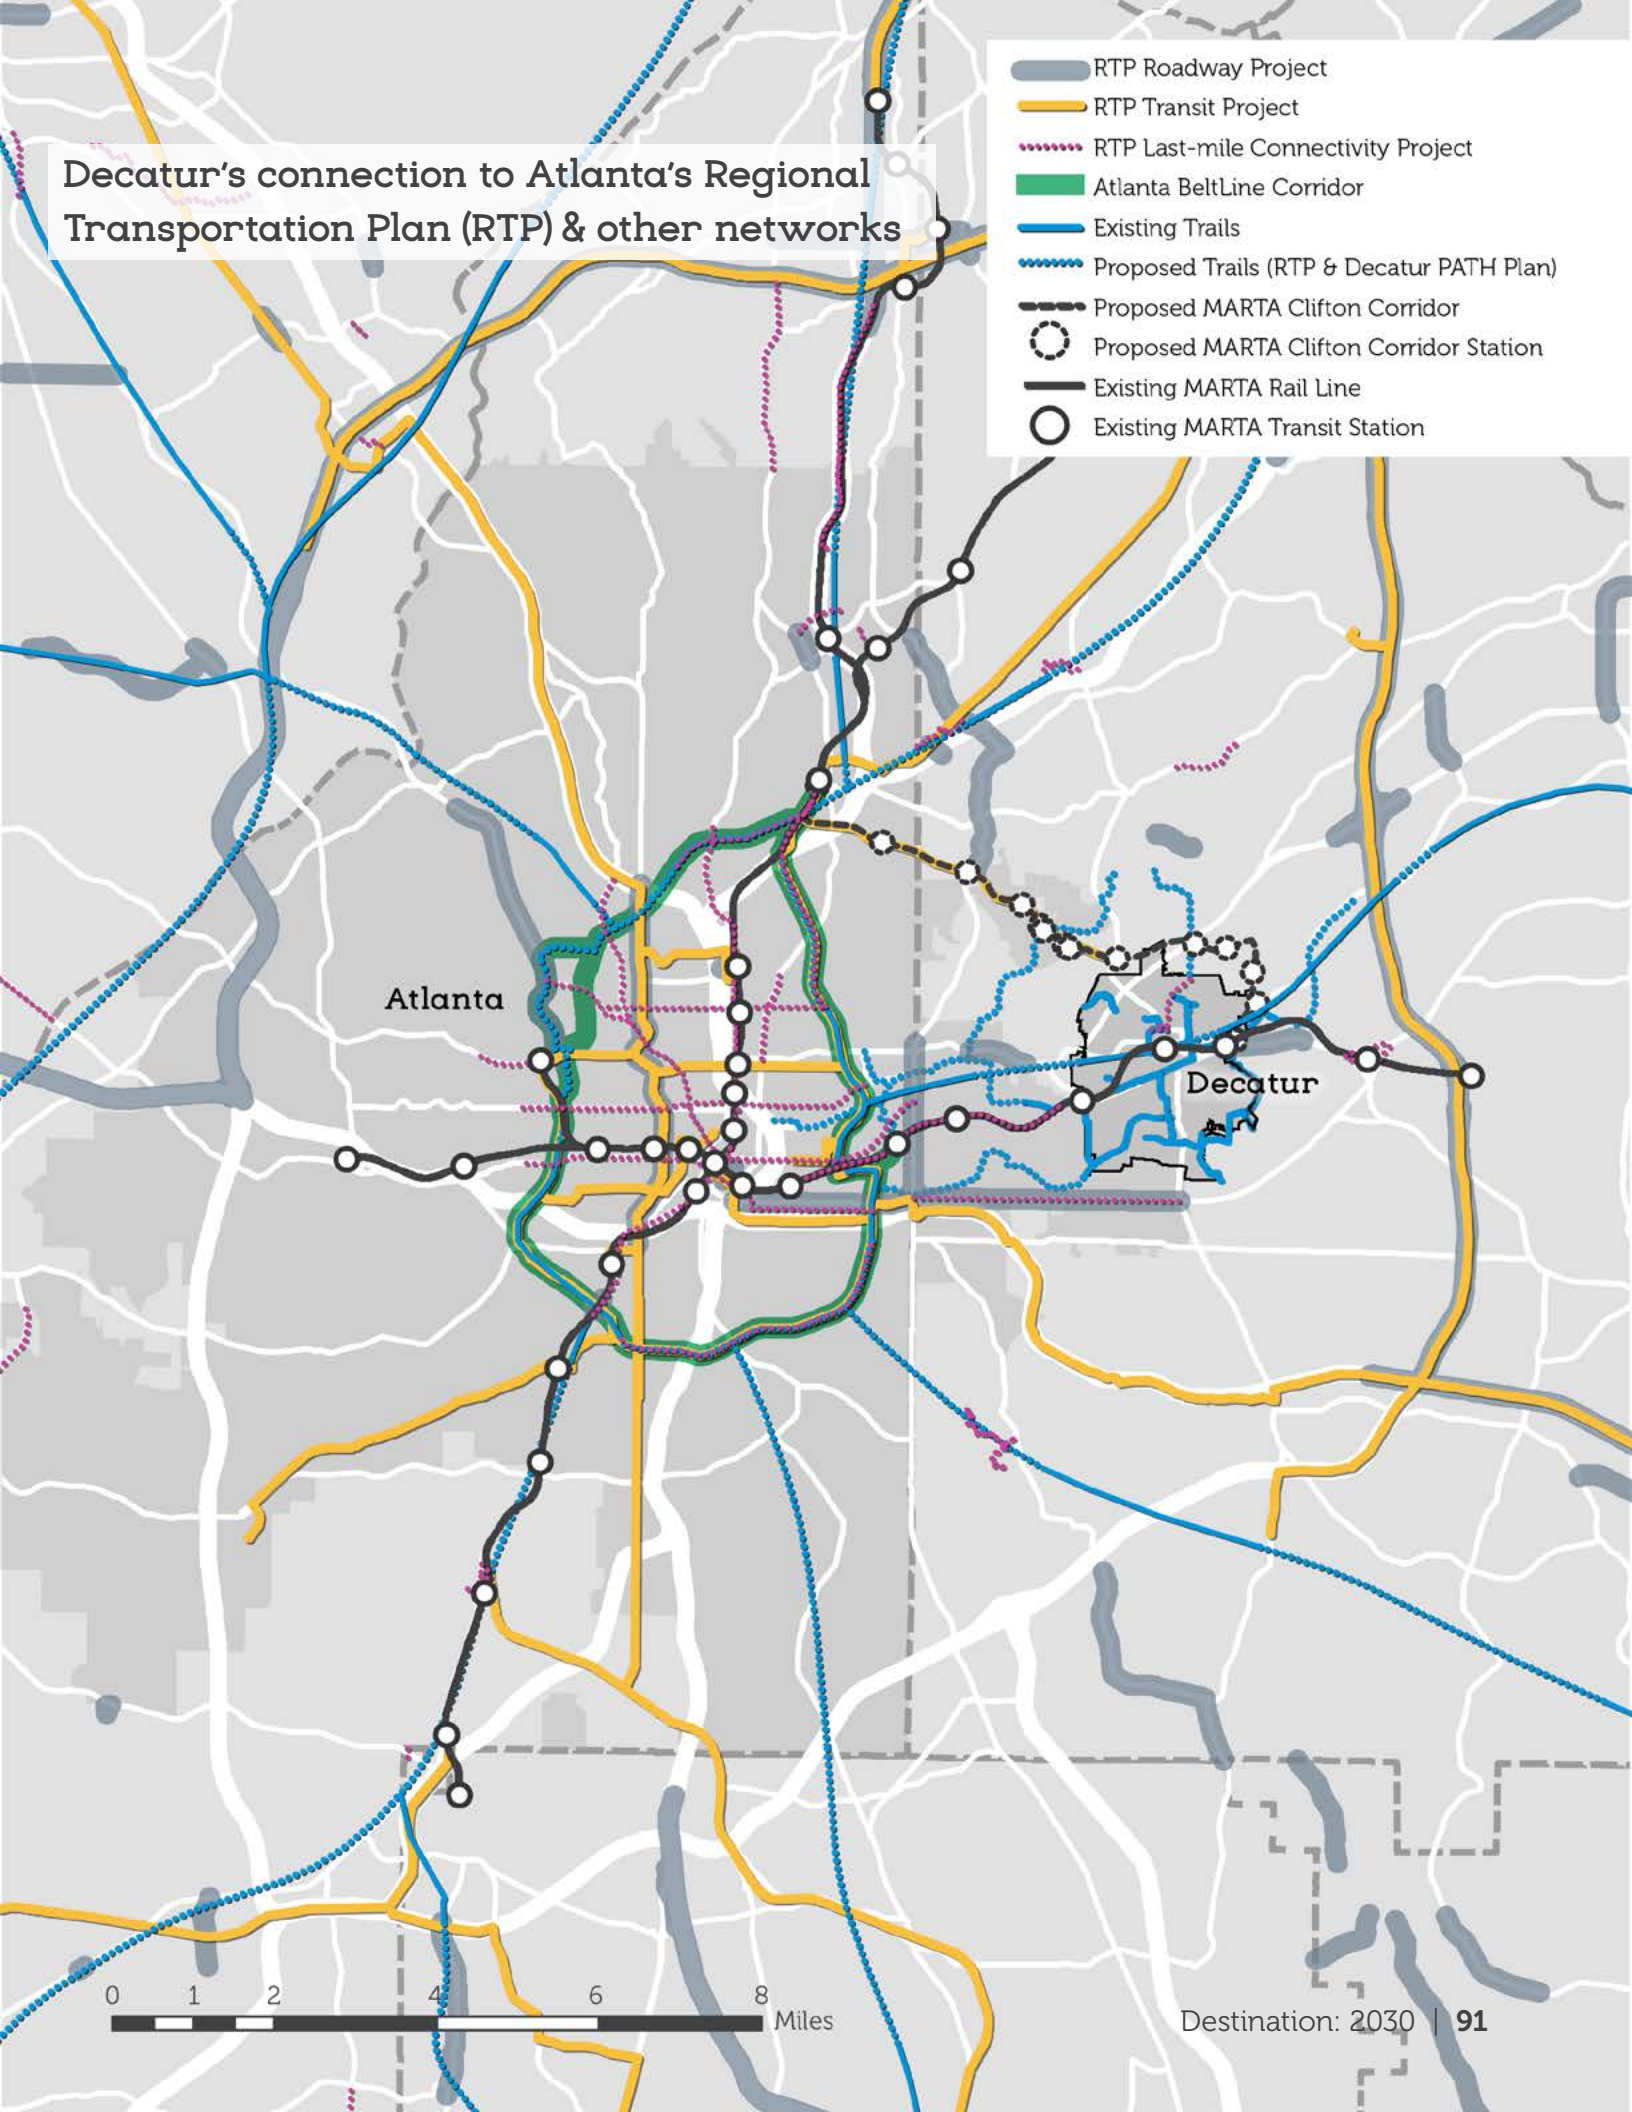 Decatur's connection to Atlanta's Regional
Transportation Plan (RTP) & other networks
RTP Roadway Project
RTP Transit Project
RTP Last-mile Connectivity Project
Atlanta BeltLine Corridor
Existing Trails
Proposed Trails (RTP & Decatur PATH Plan)
Proposed MARTA Clifton Corridor
Proposed MARTA Clifton Corridor Station
Existing MARTA Rail Line
Existing MARTA Transit Station
Atlanta
Decatur
0 1 2 4 6 8
Miles
Destination: 2030 | 91